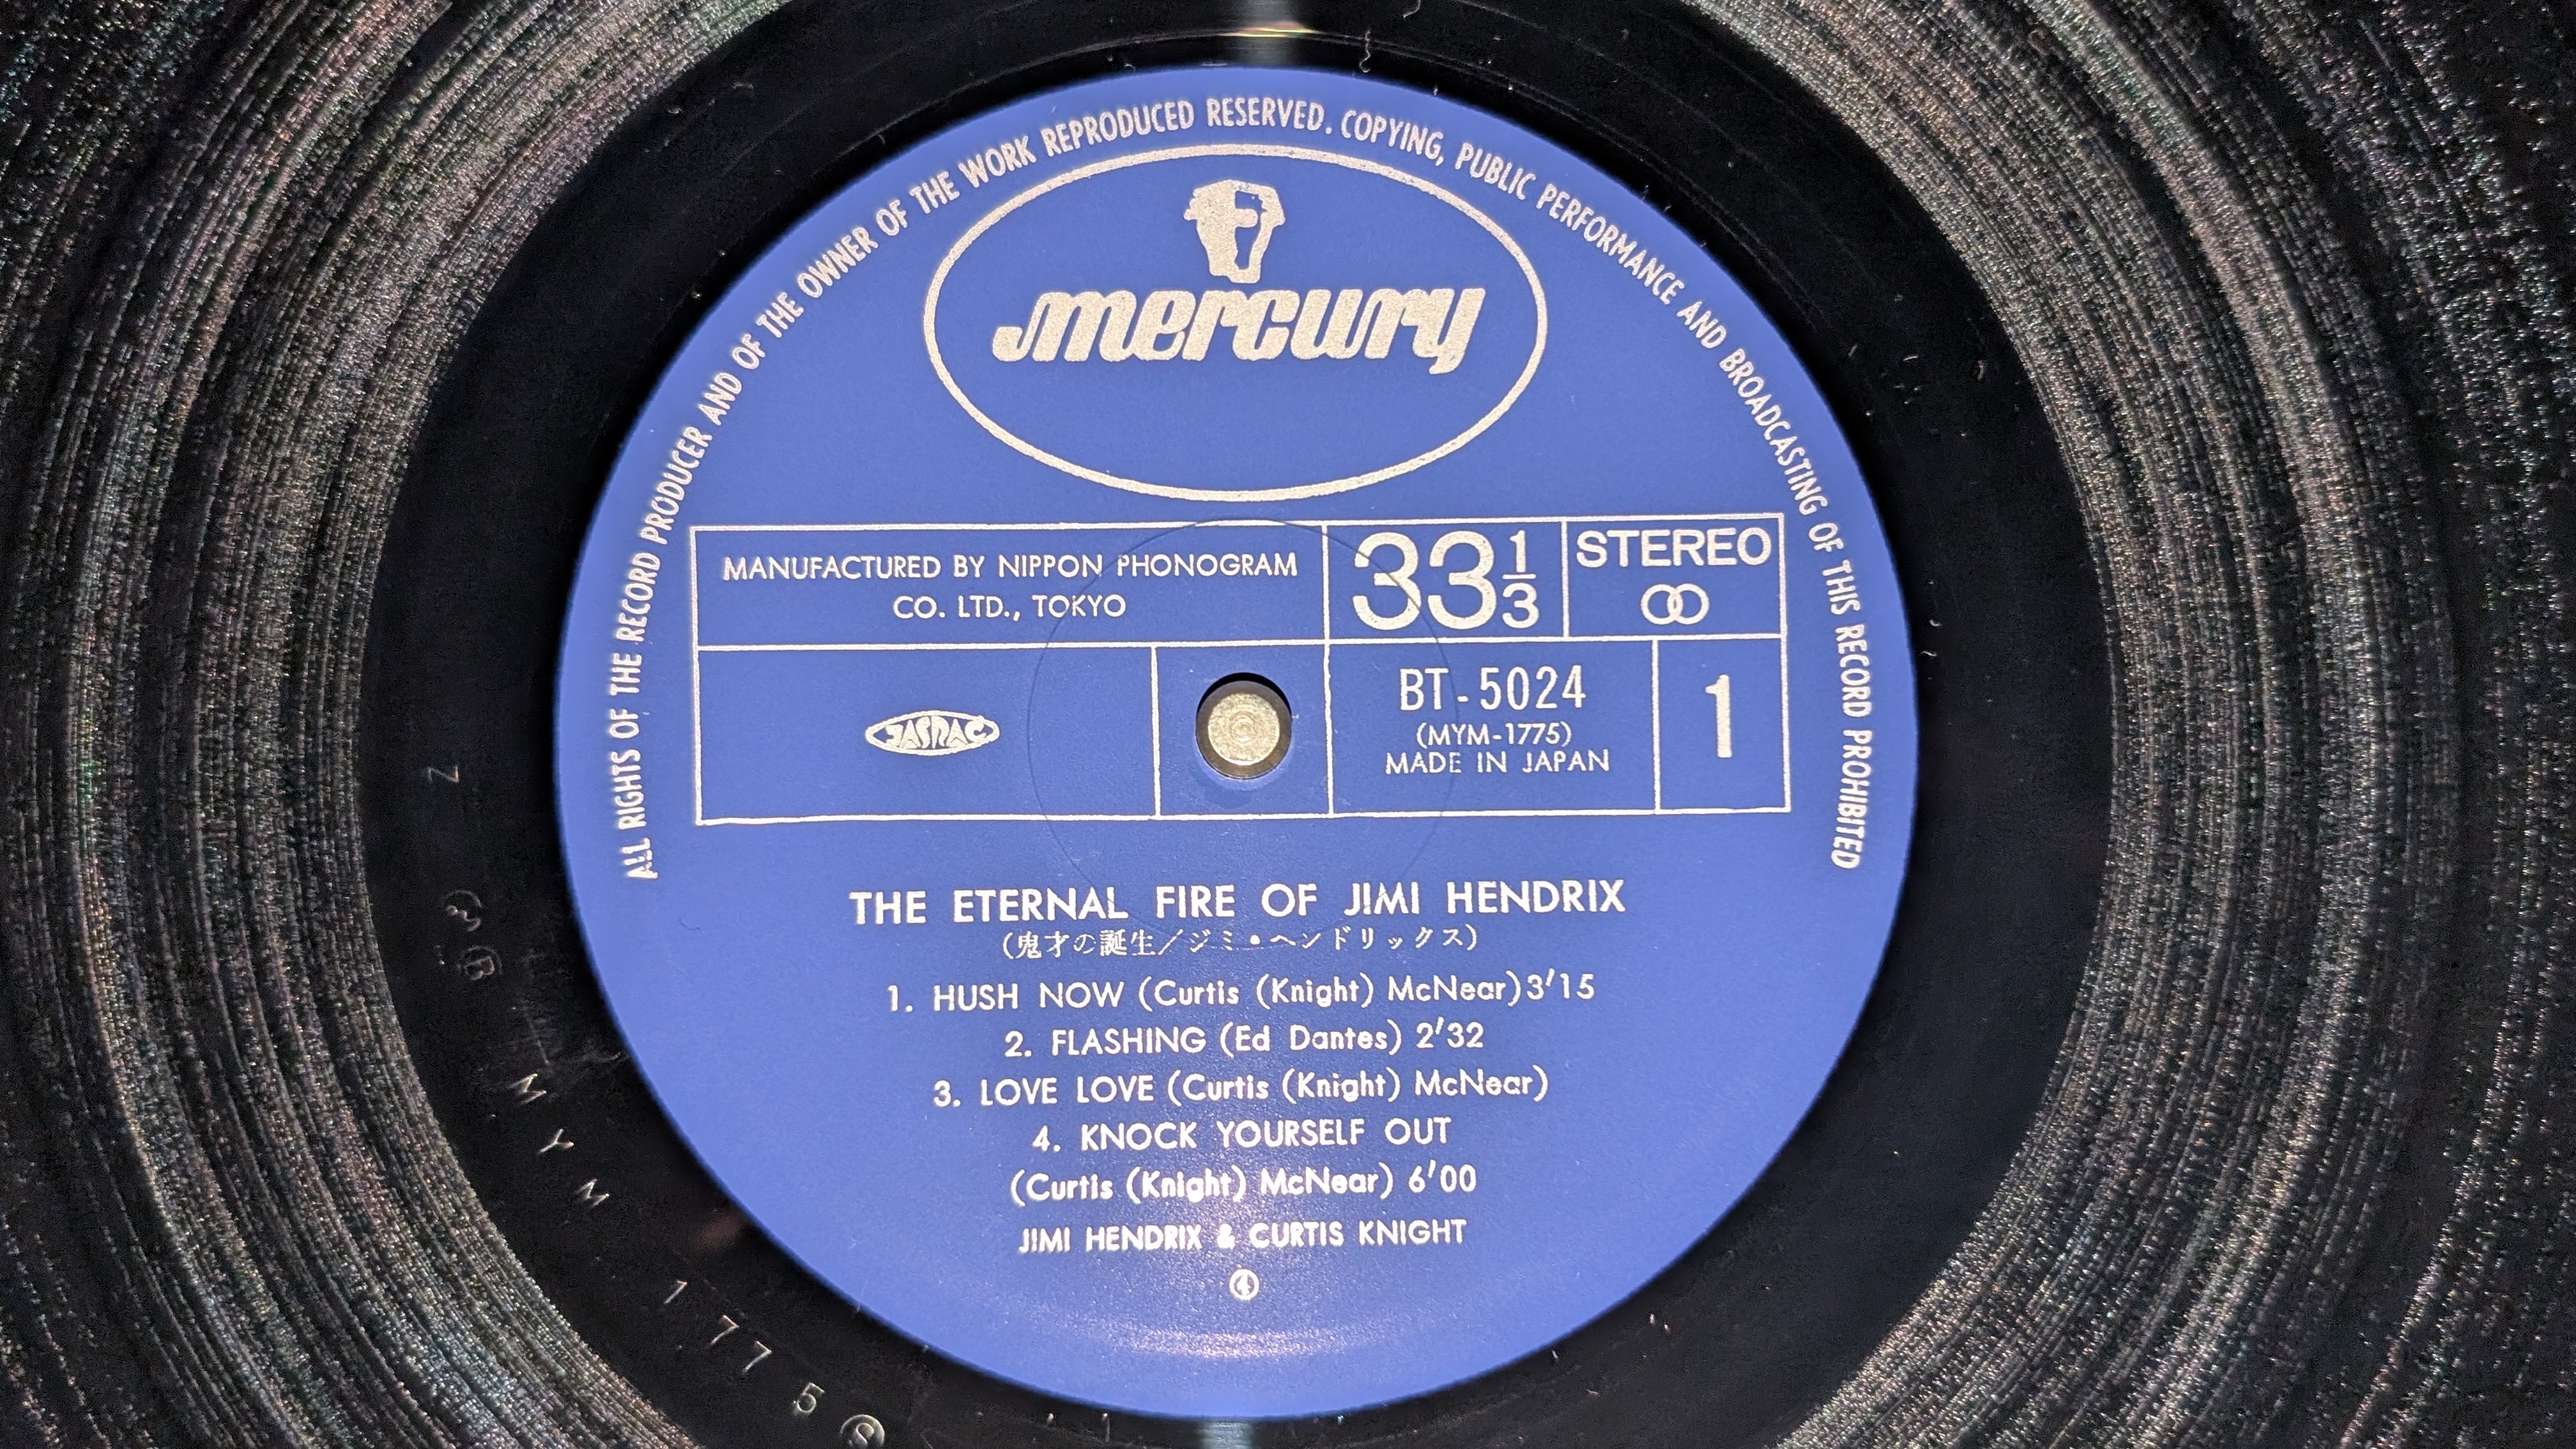 ALL RIGHTS OF THE RECORD PRODUCER AND OF THE OWNER OF THE WORK REPRODUCED RESERVED. COPYING, PUBLIC PERFORMANCE AND BROADCASTING OF THIS RECORD PROHIBITED
mercury
MANUFACTURED BY NIPPON PHONOGRAM
CO. LTD., TOKYO
33 1/3
STEREO
JASRAC
BT-5024
(MYM-1775)
MADE IN JAPAN
1
THE ETERNAL FIRE OF JIMI HENDRIX
(鬼才の誕生/ジミ・ヘンドリックス)
1. HUSH NOW (Curtis (Knight) McNear) 3'15
2. FLASHING (Ed Dantes) 2'32
3. LOVE LOVE (Curtis (Knight) McNear)
4. KNOCK YOURSELF OUT
(Curtis (Knight) McNear) 6'00
JIMI HENDRIX & CURTIS KNIGHT
MYM 1775 S